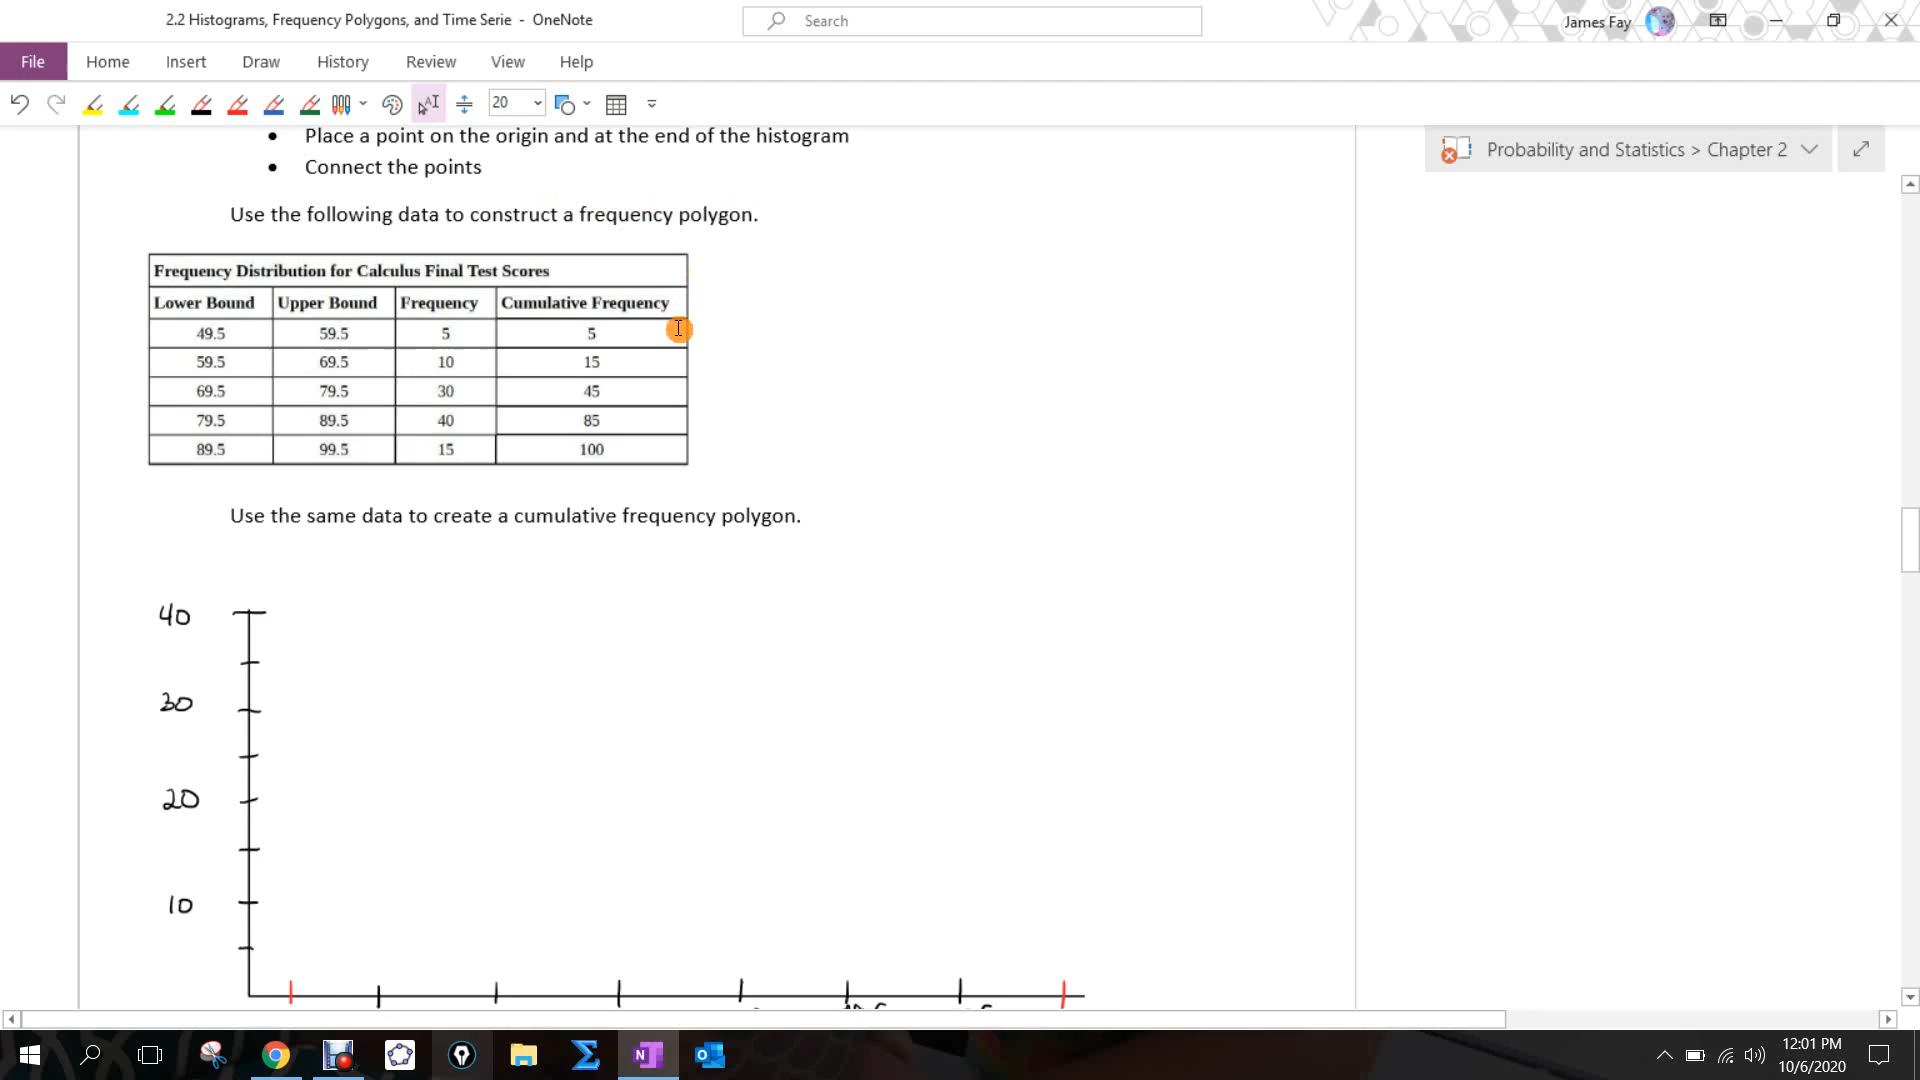 2.2 Histograms, Frequency Polygons, and Time Serie - OneNote
Search
James Fay
File Home Insert Draw History Review View Help
20
Place a point on the origin and at the end of the histogram
Connect the points
Probability and Statistics > Chapter 2
Use the following data to construct a frequency polygon.
Frequency Distribution for Calculus Final Test Scores
Lower Bound Upper Bound Frequency Cumulative Frequency
49.5 59.5 5 5
59.5 69.5 10 15
69.5 79.5 30 45
79.5 89.5 40 85
89.5 99.5 15 100
Use the same data to create a cumulative frequency polygon.
40
30
20
10
12:01 PM
10/6/2020